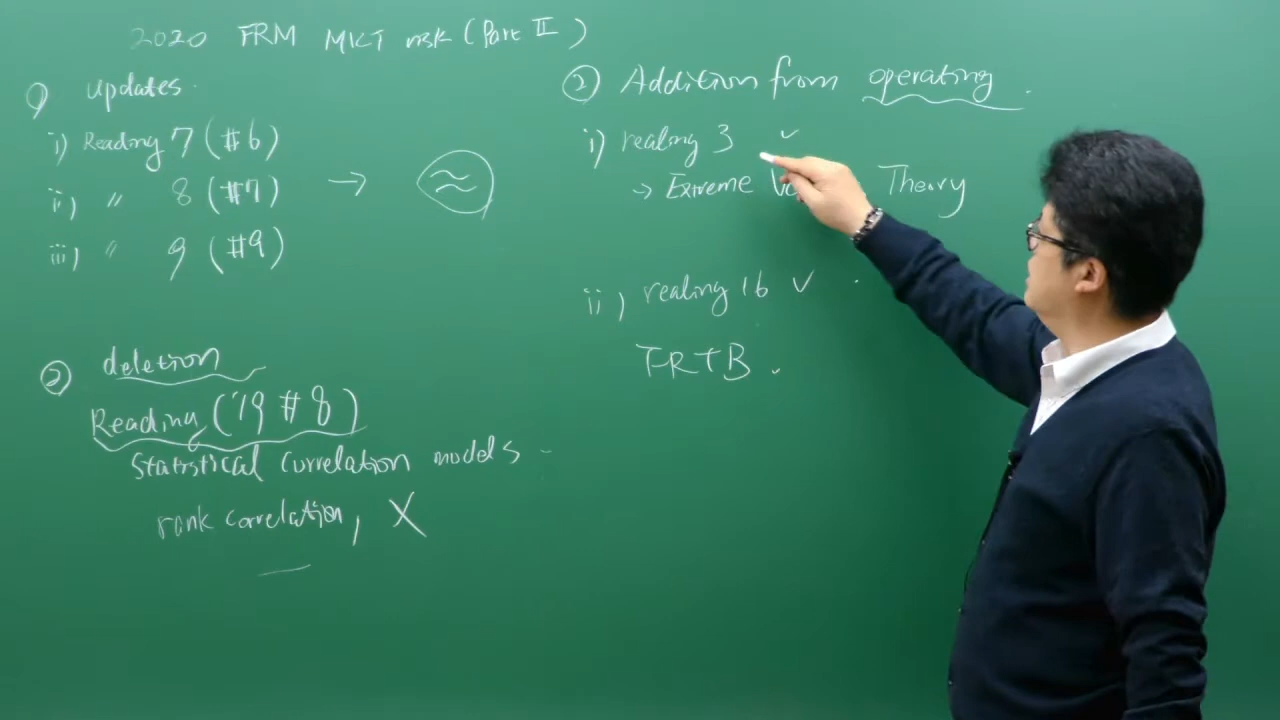 2020 FRM MKT risk (Part II)
① updates.
i) Reading 7 (#6)
ii) 〃 8 (#7) →
iii) 〃 9 (#9)
② deletion
Reading ('19 #8)
Statistical correlation models
rank correlation, X
② Addition from operating.
i) reading 3 ✓
→ Extreme Theory
ii) reading 16 ✓
FRTB.